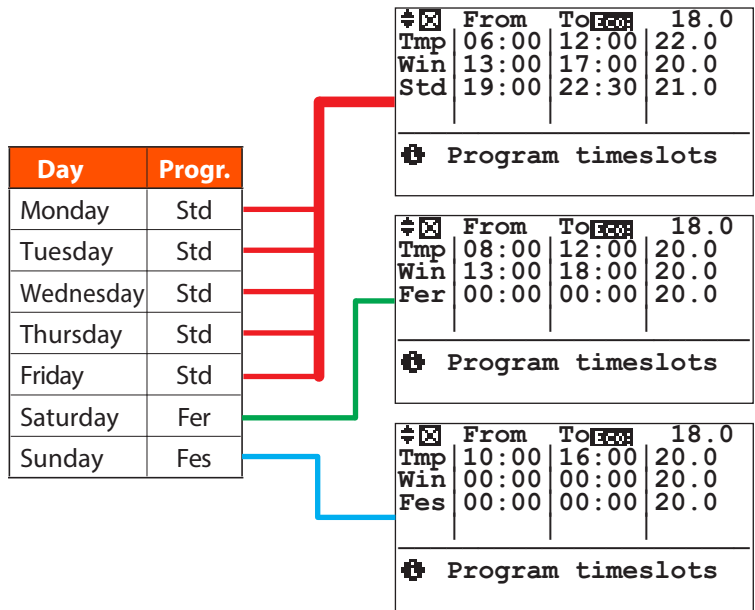 Day Progr.
Monday Std
Tuesday Std
Wednesday Std
Thursday Std
Friday Std
Saturday Fer
Sunday Fes
From To Eco: 18.0
Tmp 06:00 12:00 22.0
Win 13:00 17:00 20.0
Std 19:00 22:30 21.0
Program timeslots
From To Eco: 18.0
Tmp 08:00 12:00 20.0
Win 13:00 18:00 20.0
Fer 00:00 00:00 20.0
Program timeslots
From To Eco: 18.0
Tmp 10:00 16:00 20.0
Win 00:00 00:00 20.0
Fes 00:00 00:00 20.0
Program timeslots